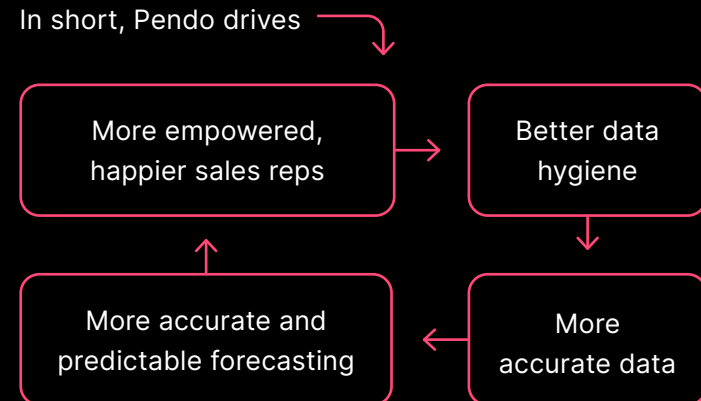 In short, Pendo drives
More empowered,
happier sales reps
Better data
hygiene
More accurate and
predictable forecasting
More
accurate data